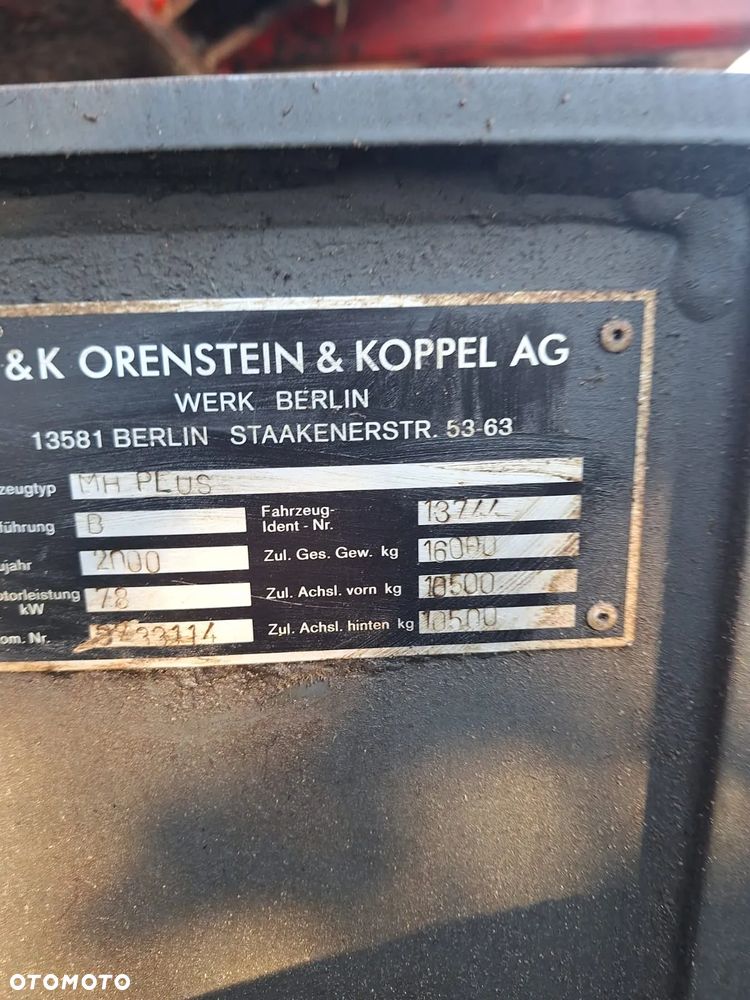 &K ORENSTEIN & KOPPEL AG
WERK BERLIN
13581 BERLIN STAAKENERSTR. 53-63
zeugtyp MH PLUS
führung B
Fahrzeug-
Ident-Nr.
ujahr 2000 Zul. Ges. Gew. kg 16000
otorleistung
kW 78 Zul. Achsl. vorn kg 10500
om. Nr. Zul. Achsl. hinten kg 10500
OTOMOTO